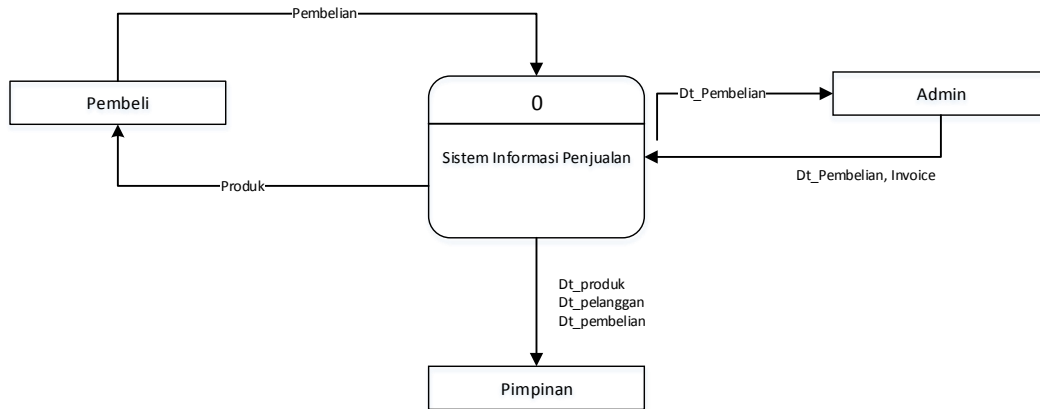 Pembelian
Pembeli
0
Dt_Pembelian
Admin
Sistem Informasi Penjualan
Dt_Pembelian, Invoice
Produk
Dt_produk
Dt_pelanggan
Dt_pembelian
Pimpinan